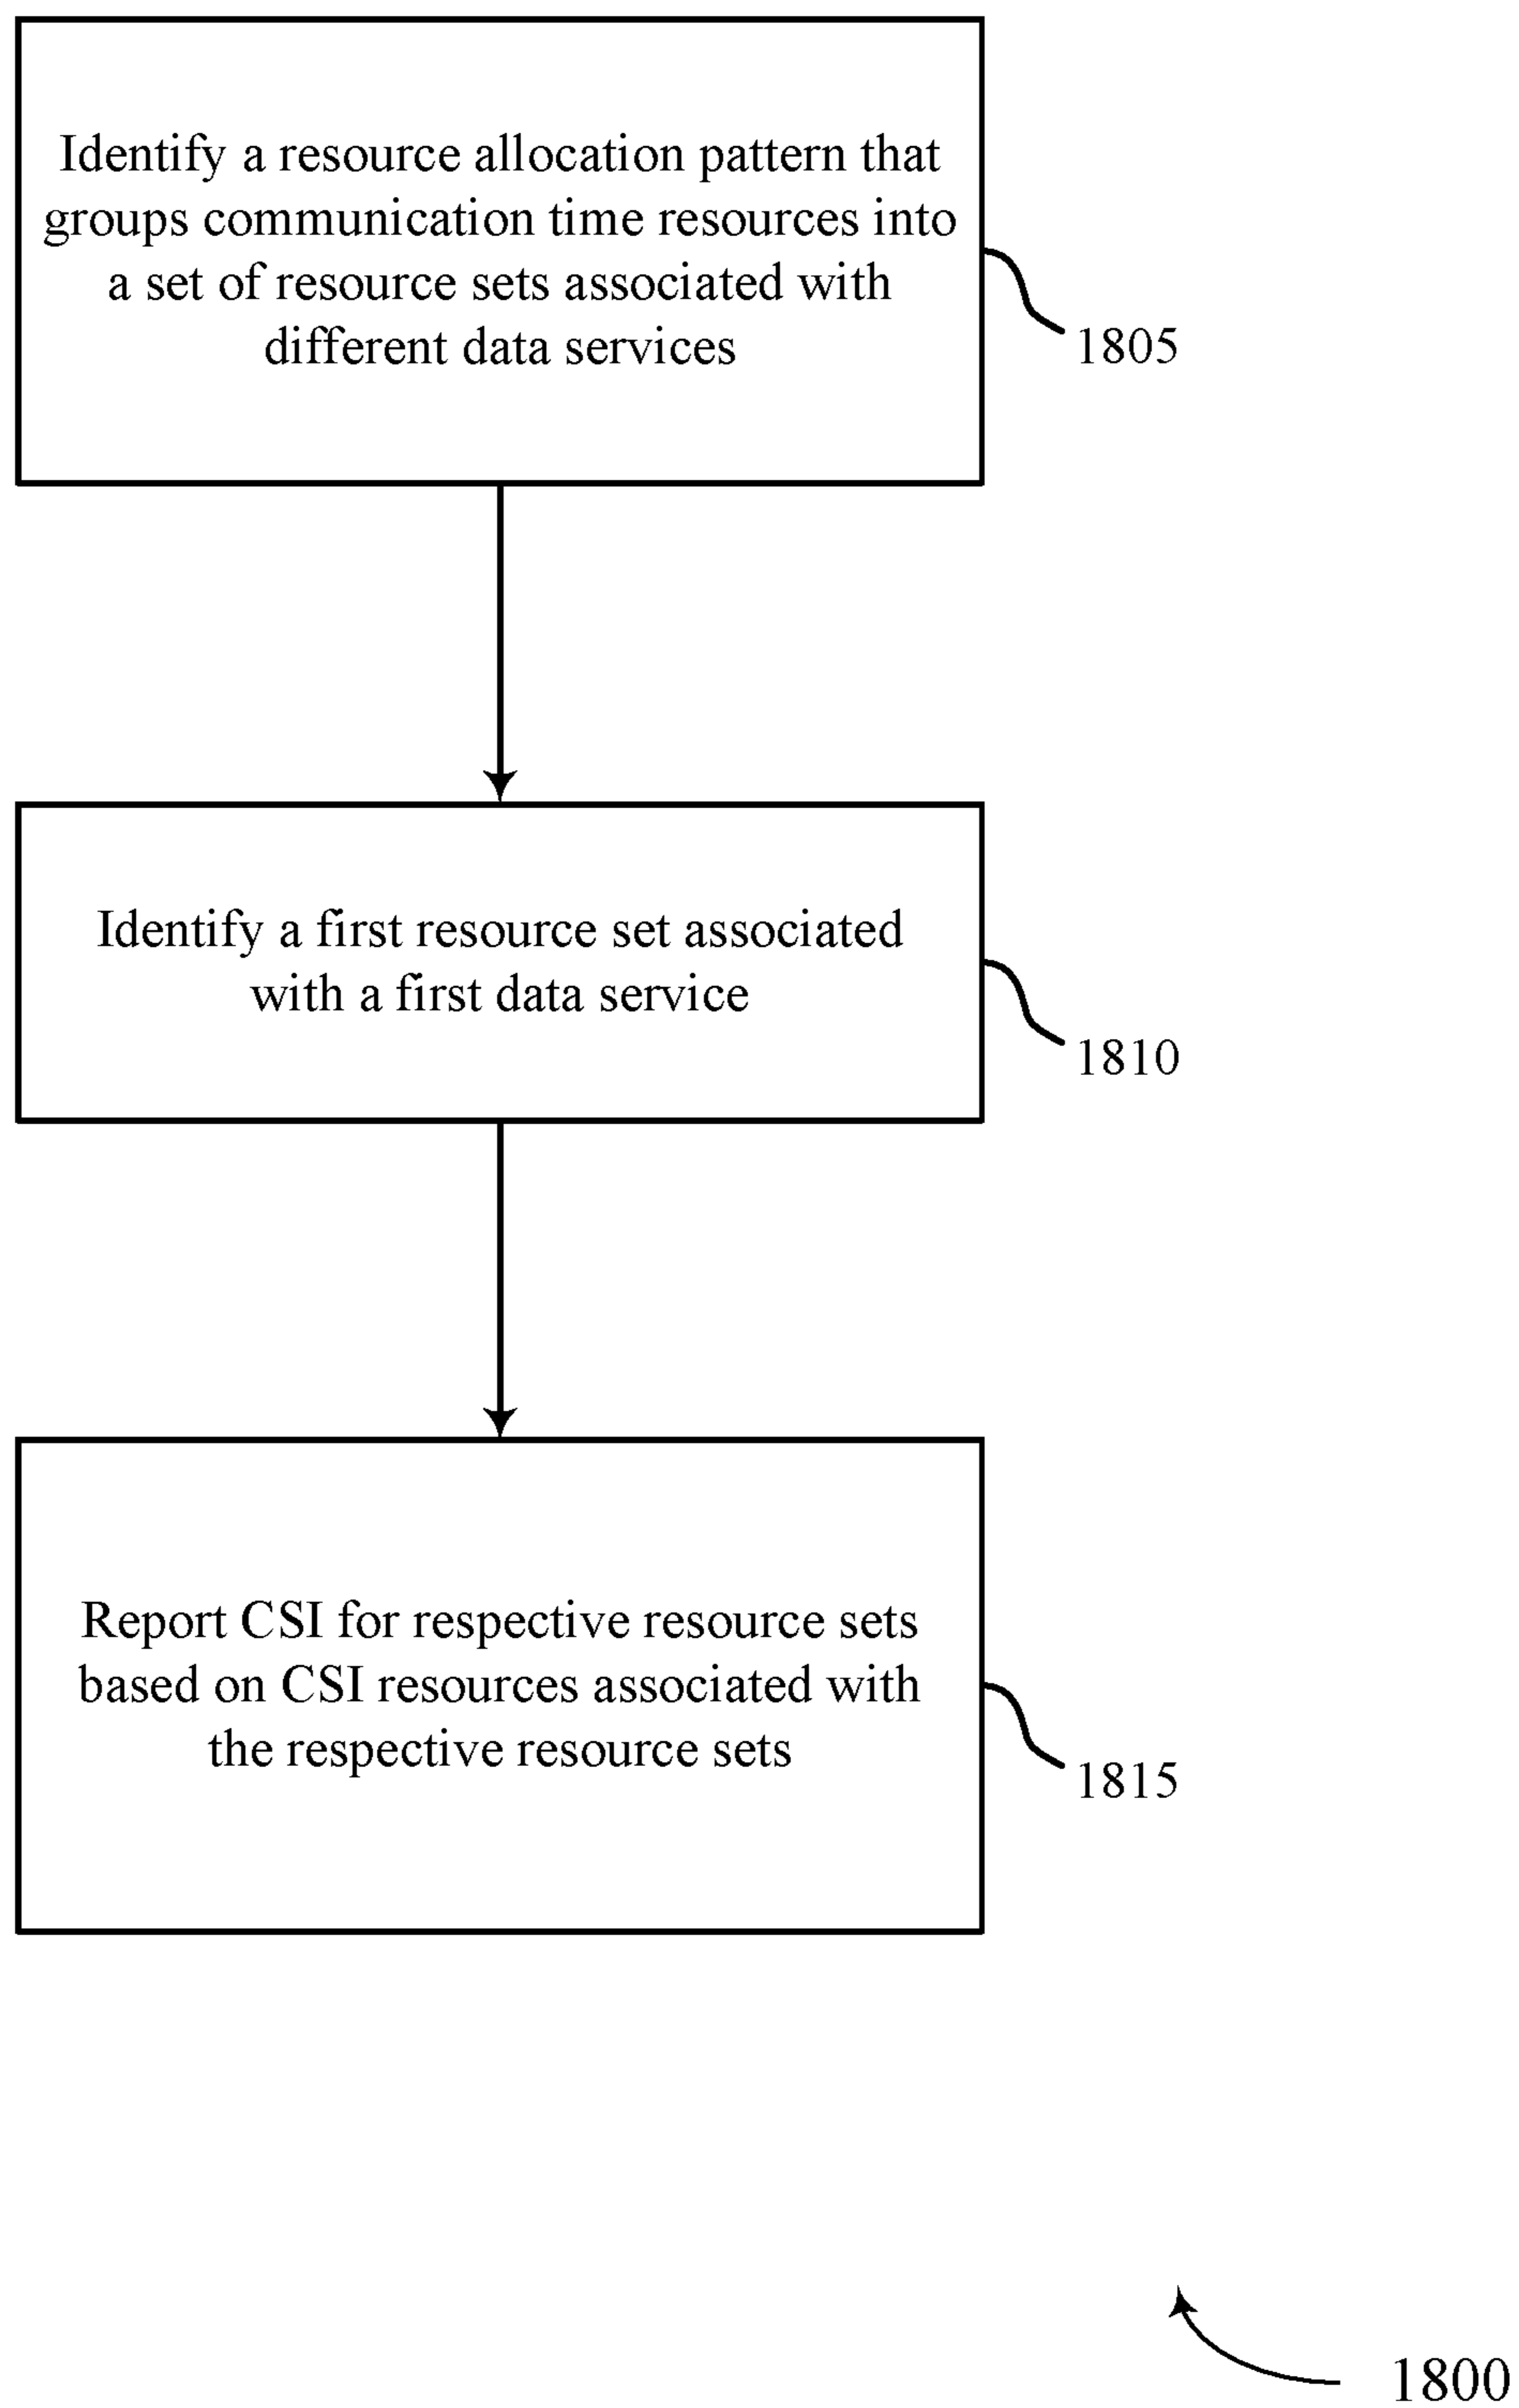 Identify a resource allocation pattern that
groups communication time resources into
a set of resource sets associated with
different data services
1805
Identify a first resource set associated
with a first data service
1810
Report CSI for respective resource sets
based on CSI resources associated with
the respective resource sets
1815
1800